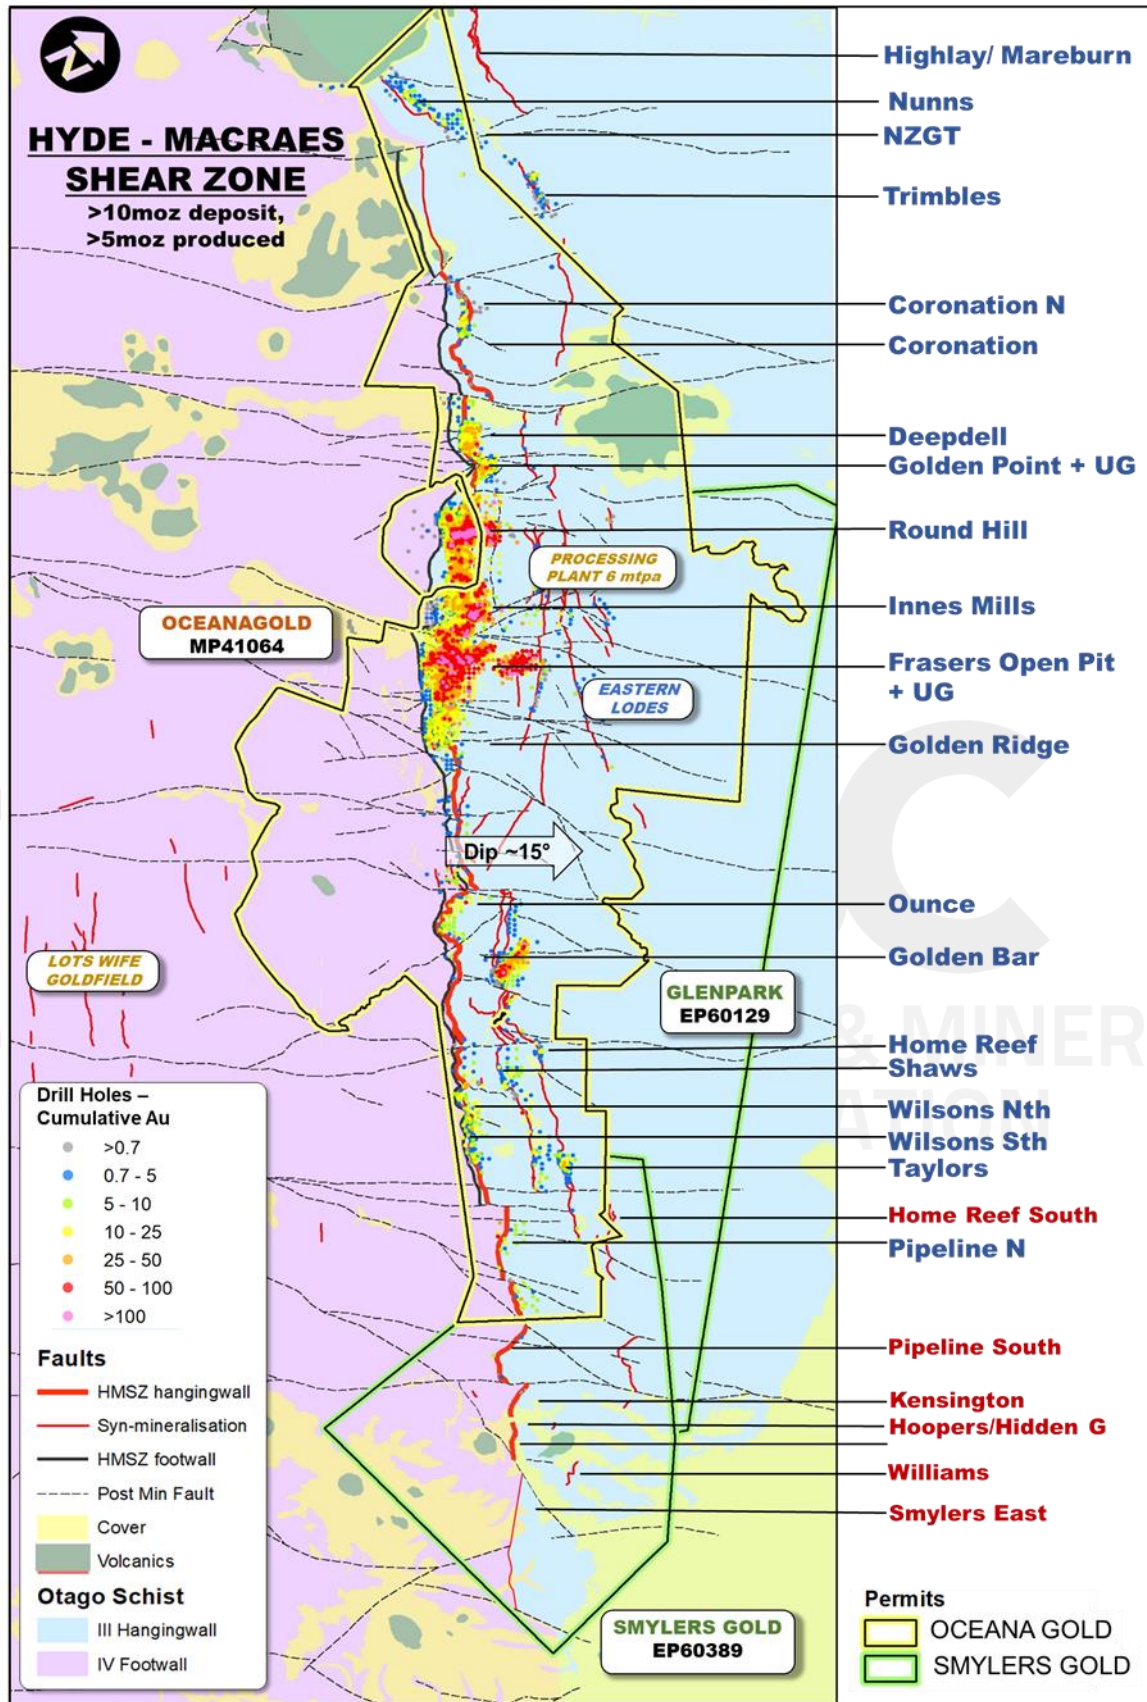 N
HYDE - MACRAES
SHEAR ZONE
>10moz deposit,
>5moz produced
Highlay/ Mareburn
Nunns
NZGT
Trimbles
Coronation N
Coronation
Deepdell
Golden Point + UG
Round Hill
PROCESSING
PLANT 6 mtpa
Innes Mills
OCEANAGOLD
MP41064
Frasers Open Pit
+ UG
EASTERN
LODES
Golden Ridge
Dip ~15°
Ounce
Golden Bar
LOTS WIFE
GOLDFIELD
GLENPARK
EP60129
C
& MINER
ATION
Home Reef
Shaws
Wilsons Nth
Wilsons Sth
Taylors
Home Reef South
Pipeline N
Pipeline South
Kensington
Hoopers/Hidden G
Williams
Smylers East
Drill Holes –
Cumulative Au
>0.7
0.7 - 5
5 - 10
10 - 25
25 - 50
50 - 100
>100
Faults
HMSZ hangingwall
Syn-mineralisation
HMSZ footwall
Post Min Fault
Cover
Volcanics
Otago Schist
III Hangingwall
IV Footwall
SMYLERS GOLD
EP60389
Permits
OCEANA GOLD
SMYLERS GOLD